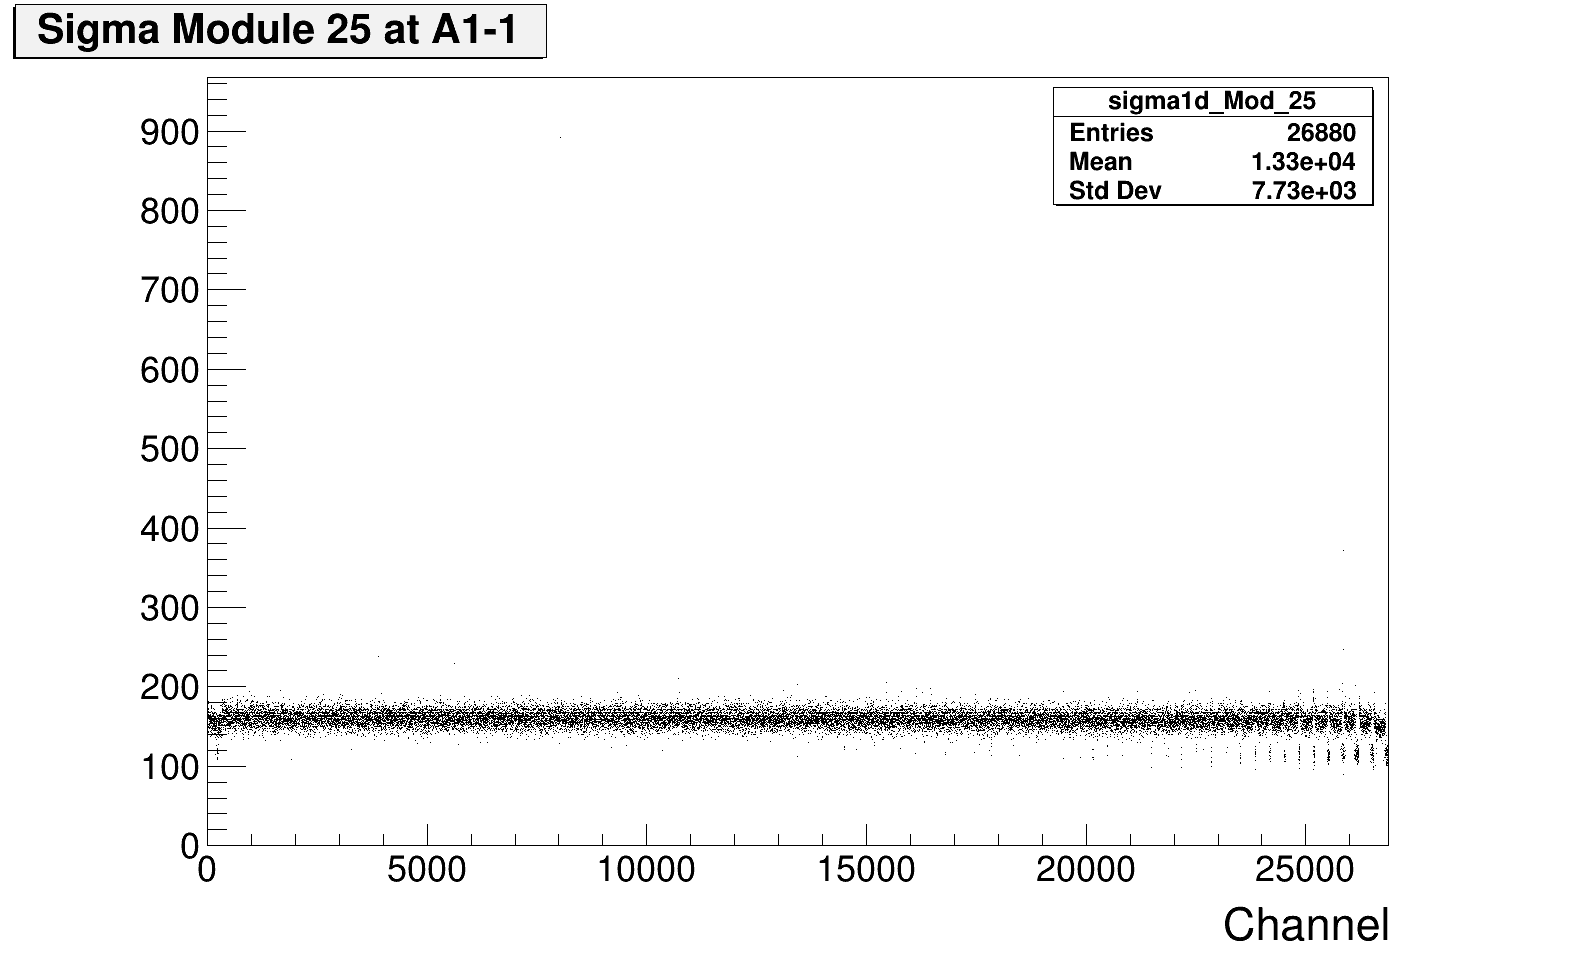 Sigma Module 25 at A1-1
sigma1d_Mod_25
Entries 26880
Mean 1.33e+04
Std Dev 7.73e+03
900
800
700
600
500
400
300
200
100
0
0 5000 10000 15000 20000 25000
Channel